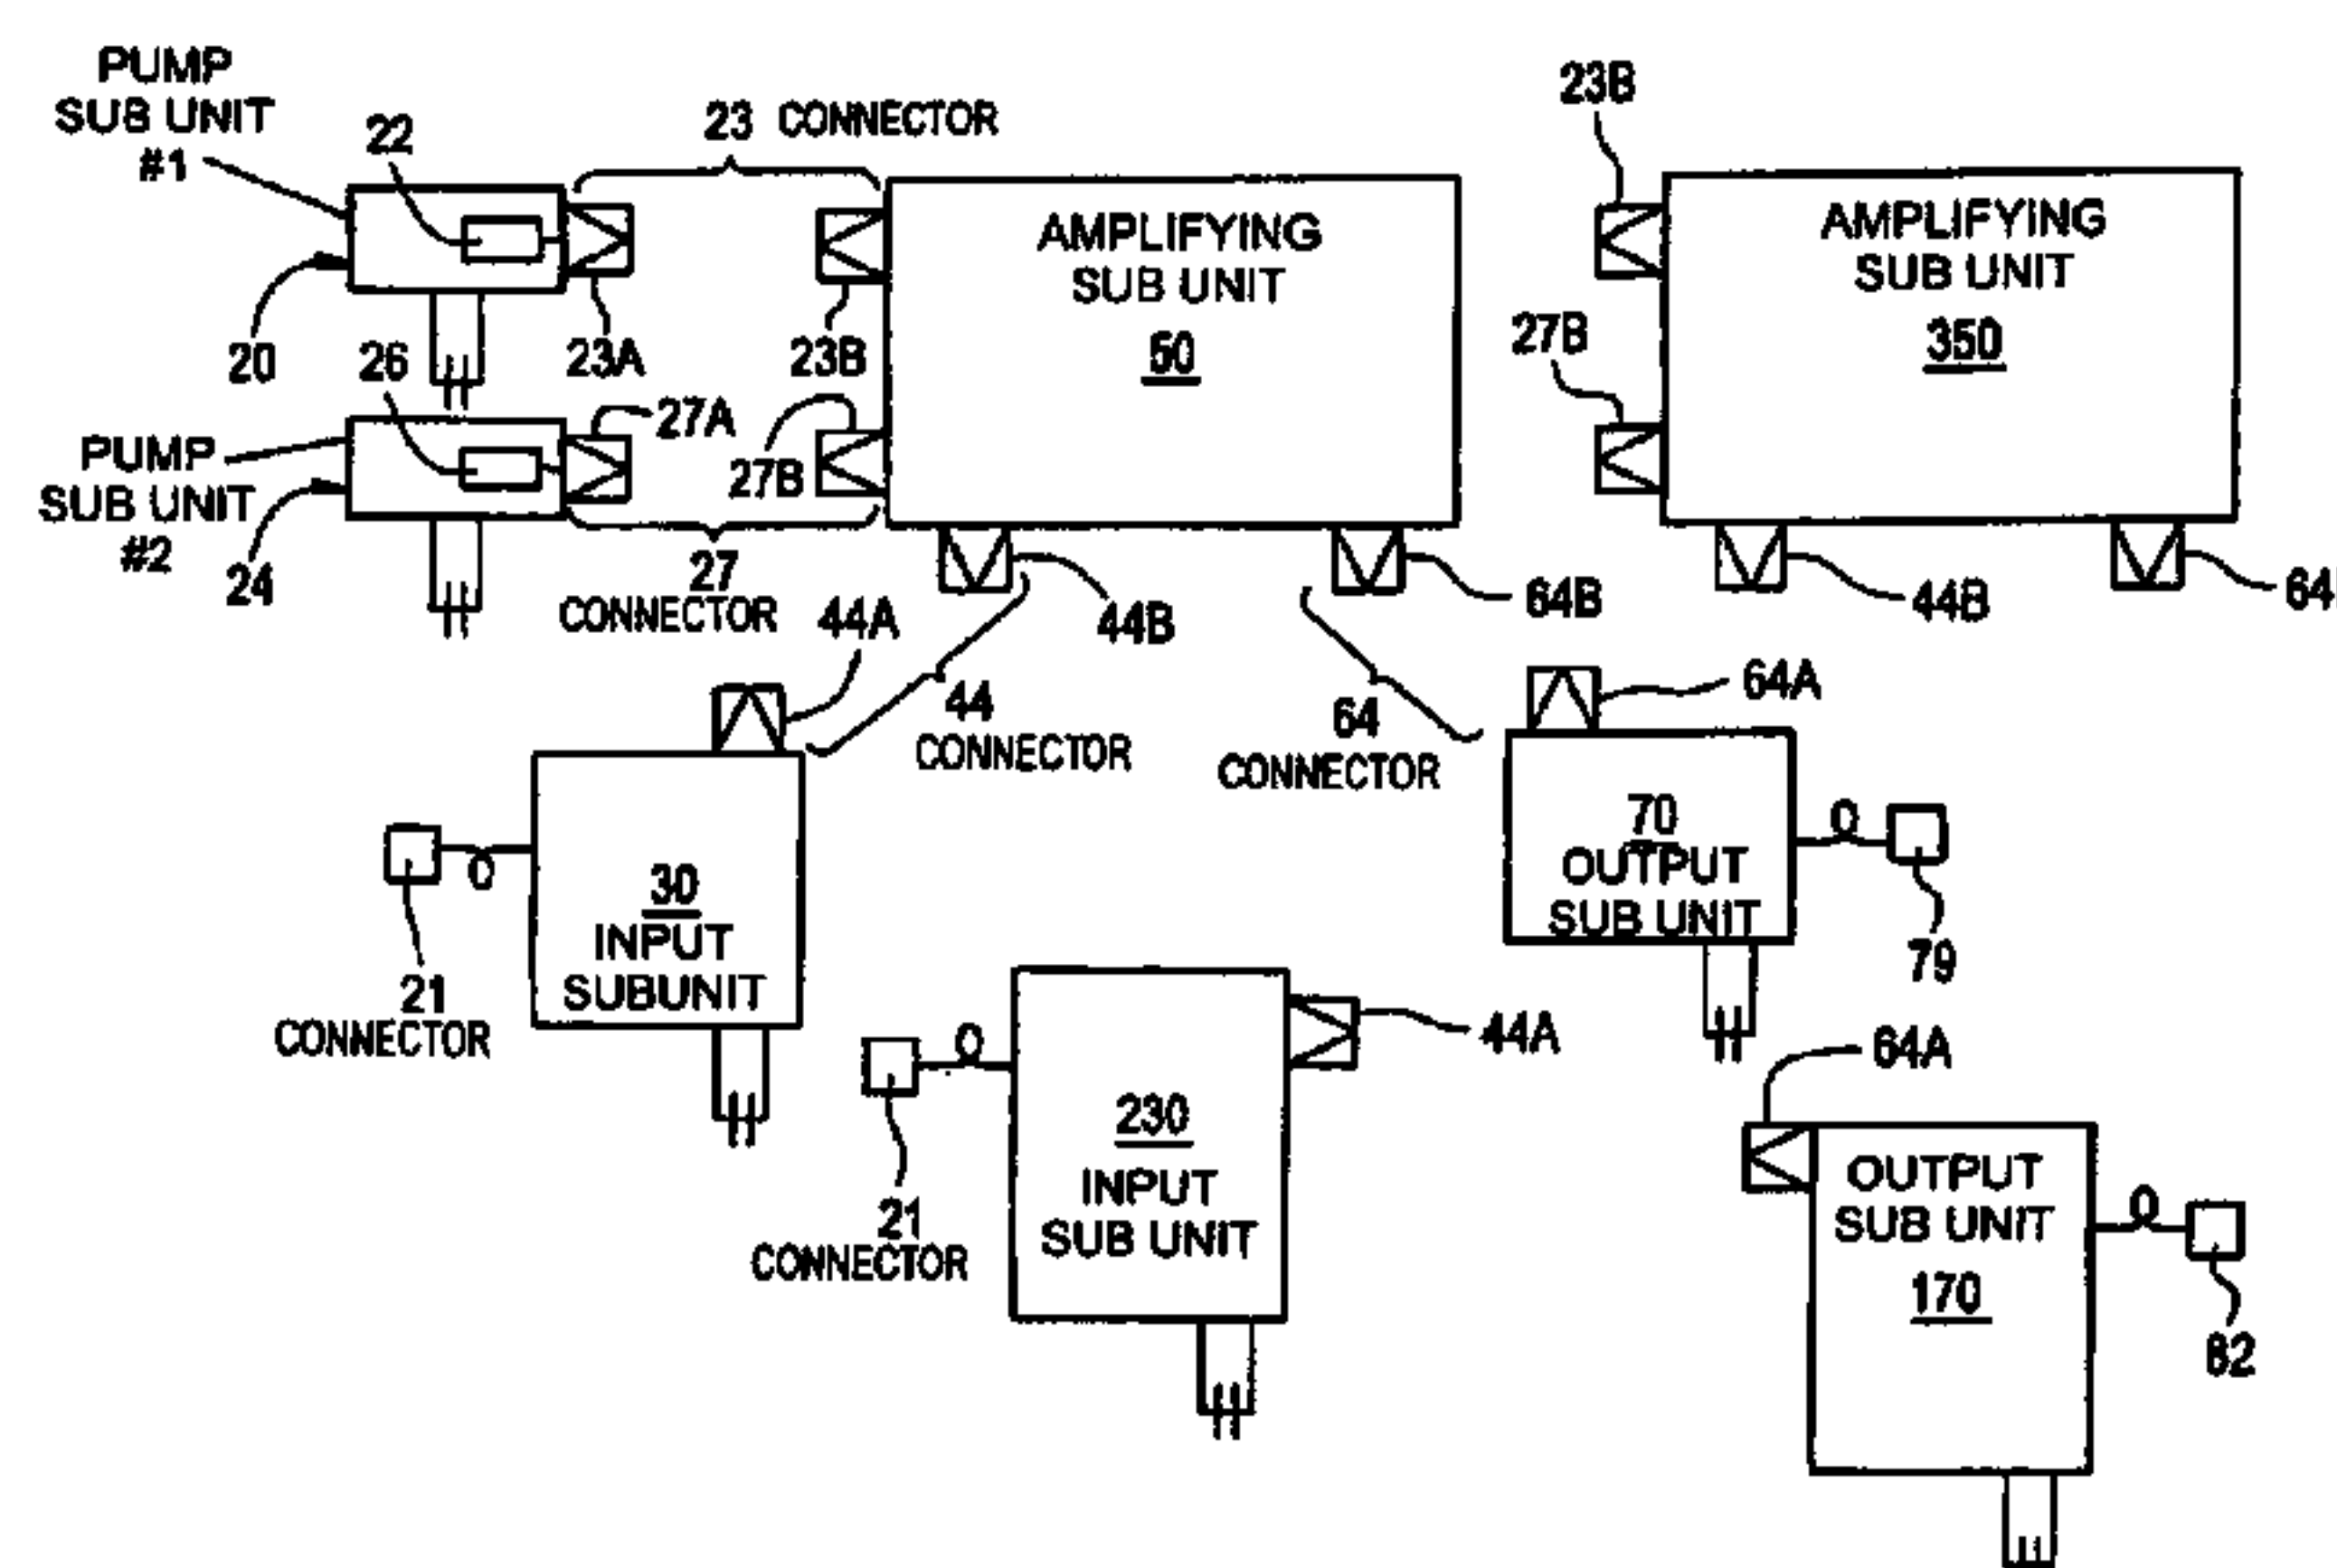 PUMP
SUB UNIT
#1
22
23 CONNECTOR
23B
AMPLIFYING
SUB UNIT
50
AMPLIFYING
SUB UNIT
350
20
26
23A
23B
27B
27A
PUMP
SUB UNIT
#2
24
27B
27
CONNECTOR
44A
44B
64B
44B
44
CONNECTOR
64
CONNECTOR
64A
30
INPUT
SUBUNIT
70
OUTPUT
SUB UNIT
79
21
CONNECTOR
44A
64A
230
INPUT
SUB UNIT
21
CONNECTOR
OUTPUT
SUB UNIT
170
82